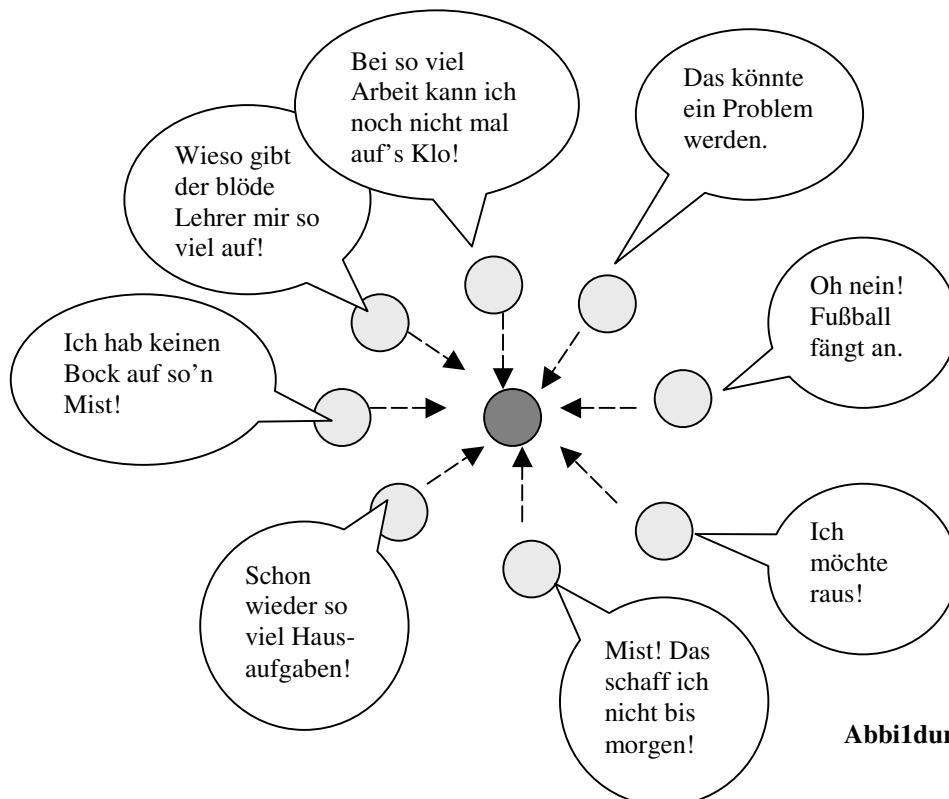 Bei so viel
Arbeit kann ich
noch nicht mal
auf's Klo!
Das könnte
ein Problem
werden.
Wieso gibt
der blöde
Lehrer mir so
viel auf!
Oh nein!
Fußball
fängt an.
Ich hab keinen
Bock auf so'n
Mist!
Ich
möchte
raus!
Schon
wieder so
viel Haus-
aufgaben!
Mist! Das
schaff ich
nicht bis
morgen!